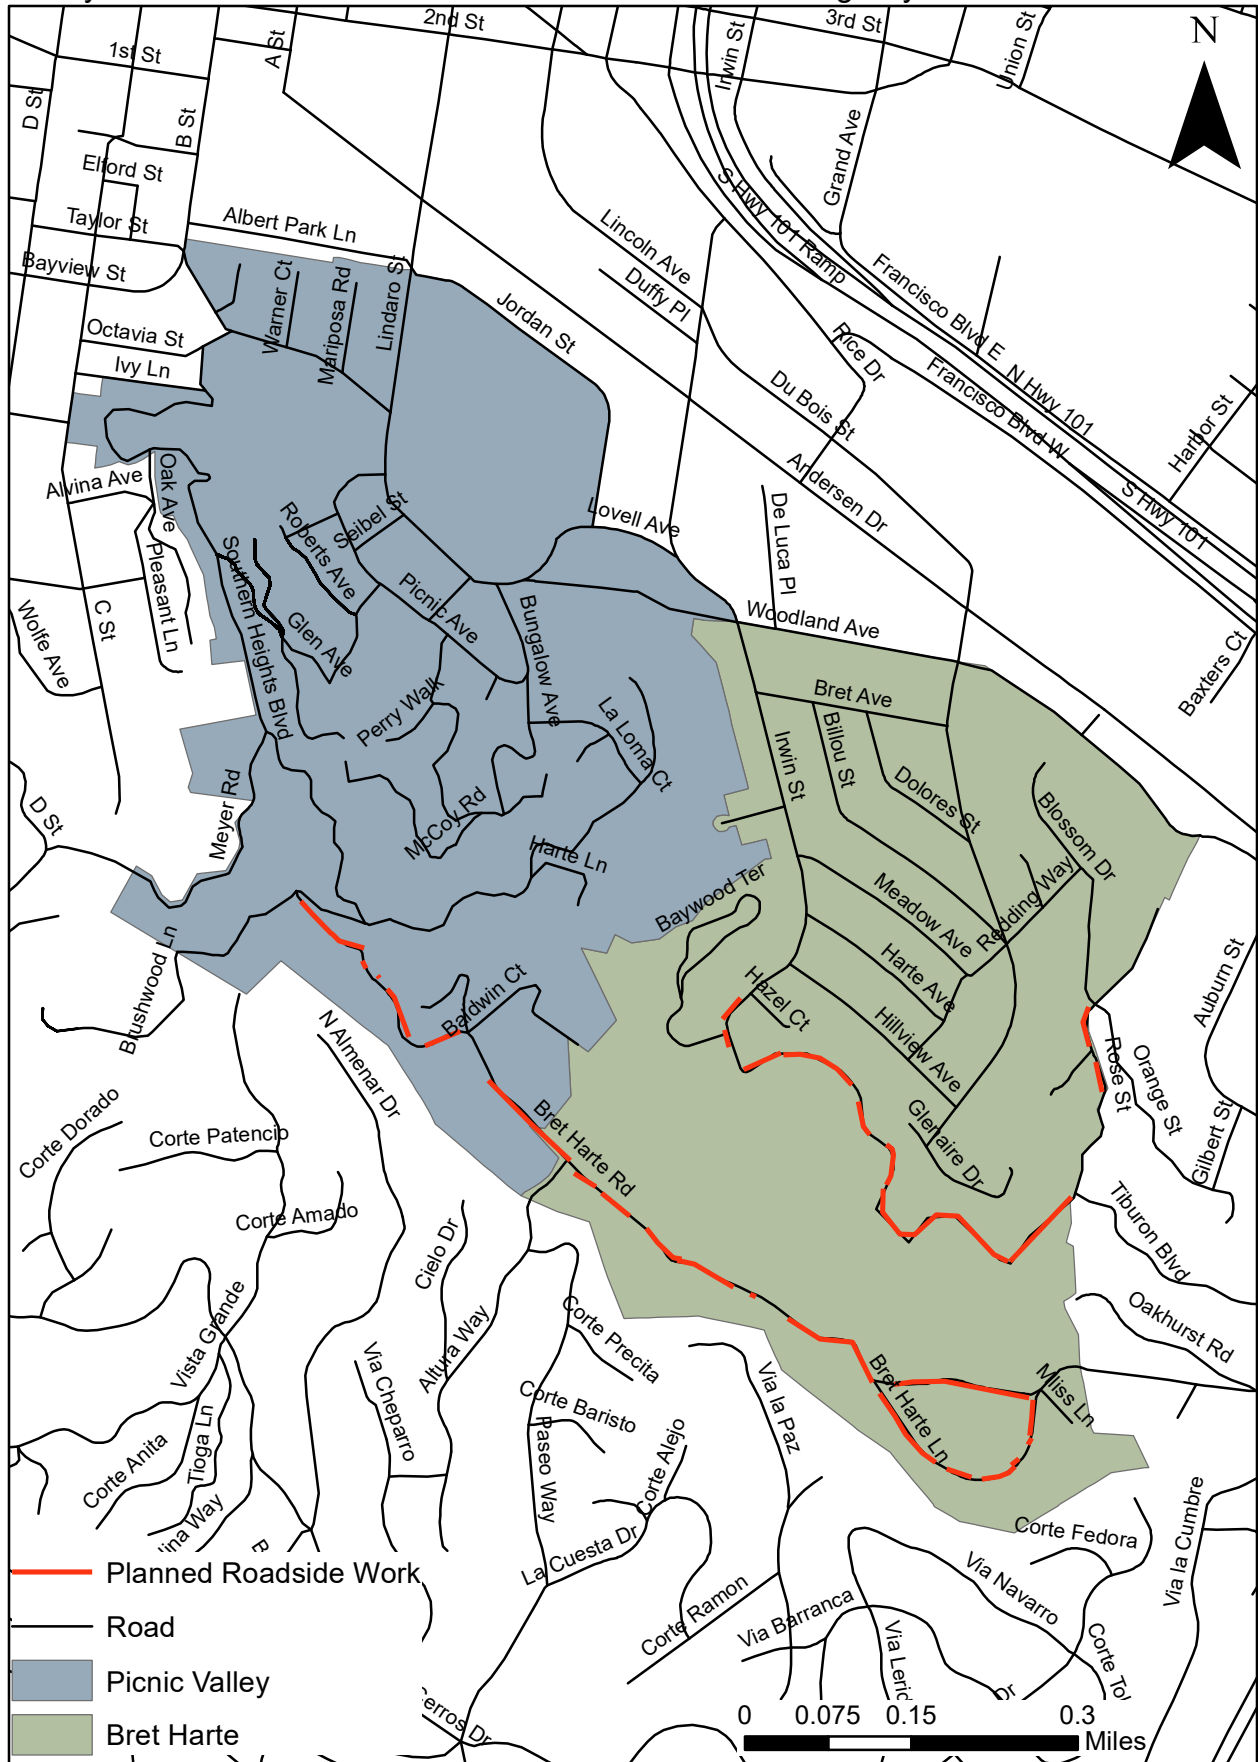 2nd St
3rd St
Union St
N
1st St
A St
Irwin St
D St
B St
Grand Ave
Elford St
S Hwy 101 Ramp
Taylor St
Albert Park Ln
Lincoln Ave
Bayview St
Duffy Pl
Francisco Blvd E
Warner Ct
Mariposa Rd
Lindaro St
Jordan St
Octavia St
Rice Dr
Ivy Ln
Francisco Blvd W
N Hwy 101
Du Bois St
Harbor St
Alvina Ave
Oak Ave
Andersen Dr
S Hwy 101
Roberts Ave
Seibel St
Lovell Ave
De Luca Pl
Pleasant Ln
Southern Heights Blvd
Picnic Ave
Bungalow Ave
Woodland Ave
Wolfe Ave
C St
Glen Ave
Baxters Ct
Bret Ave
Perry Walk
La Loma Ct
Irwin St
Billou St
Dolores St
Blossom Dr
D St
Meyer Rd
McCoy Rd
Harte Ln
Baywood Ter
Meadow Ave
Redding Way
Brushwood Ln
Harte Ave
Auburn St
Baldwin Ct
Hazel Ct
N Almenar Dr
Hillview Ave
Rose St
Orange St
Corte Dorado
Corte Patencio
Bret Harte Rd
Glenaire Dr
Gilbert St
Corte Amado
Cielo Dr
Tiburon Blvd
Vista Grande
Altura Way
Corte Precita
Oakhurst Rd
Via Cheparro
Via la Paz
Bret Harte Ln
Miss Ln
Corte Baristo
Corte Anita
Tioga Ln
Paseo Way
Corte Alejo
lina Way
La Cuesta Dr
Corte Fedora
Via la Cumbre
Planned Roadside Work
Corte Ramon
Via Barranca
Via Navarro
Road
Via Lerid
Corte Tol
Picnic Valley
Dr
erros Dr
Bret Harte
0 0.075 0.15 0.3
Miles